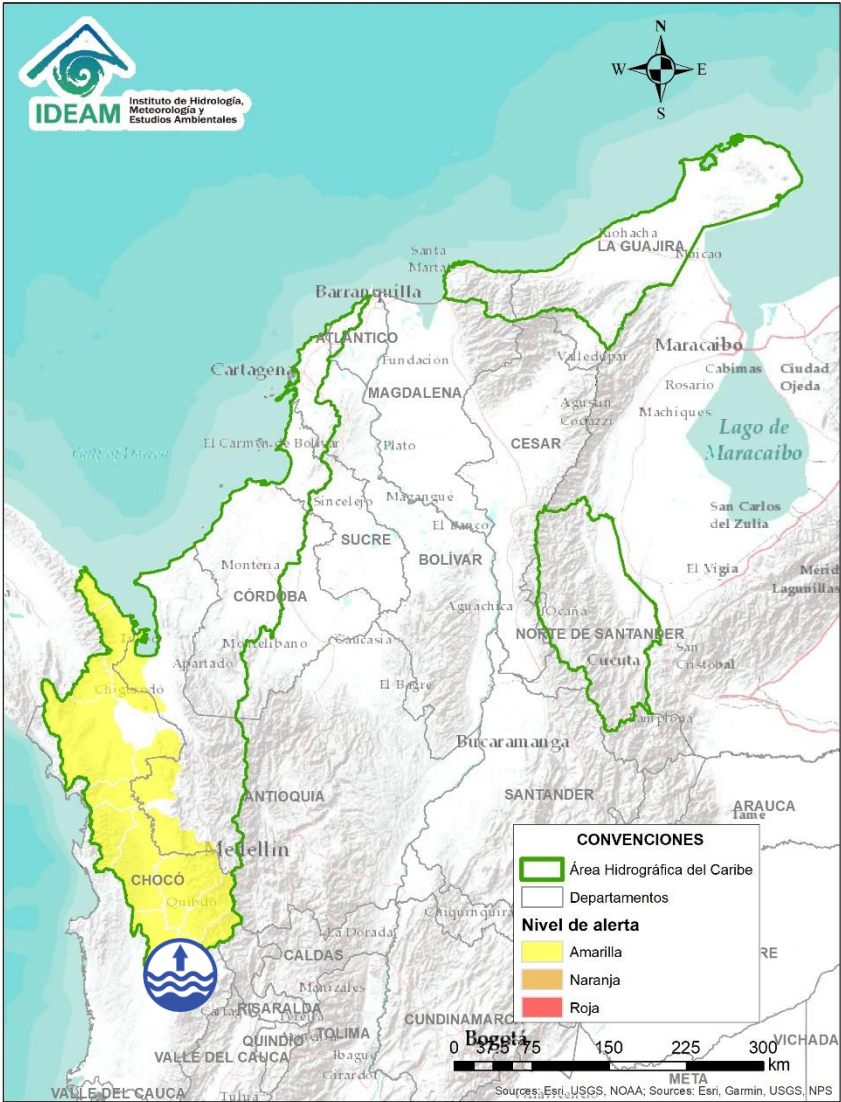 N
W
E
S
IDEAM
Instituto de Hidrología,
Meteorología y
Estudios Ambientales
Riohacha
LA GUAJIRA
Maicao
Santa
Marta
Barranquilla
ATLÁNTICO
Cartagena
Fundación
Valledupar
Maracaibo
Cabimas
Ciudad
Ojeda
Rosario
Machiques
MAGDALENA
Agustín
Codazzi
CESAR
Lago de
Maracaibo
El Carmen de Bolívar
Plato
Sincelejo
Magangué
San Carlos
del Zulia
El Banco
SUCRE
BOLÍVAR
Montería
El Vigía
Mérid
Lagunillas
CÓRDOBA
Aguachica
Ocaña
NORTE DE SANTANDER
Montelíbano
Caucasia
Apartadó
Cucuta
San
Cristóbal
Chigorodó
El Bagre
Pamplona
Bucaramanga
ANTIOQUIA
SANTANDER
ARAUCA
Tame
Medellín
CHOCÓ
Quibdó
Chiquinquirá
La Dorada
CALDAS
Manizales
RE
CONVENCIONES
Área Hidrográfica del Caribe
Departamentos
Nivel de alerta
Amarilla
Naranja
Roja
RISARALDA
Pereira
QUINDÍO
TOLIMA
CUNDINAMARC
Bogotá
VICHADA
VALLE DEL CAUCA
Ibagué
Girardot
0 37,5 75 150 225 300
km
META
VALLE DEL CAUCA
Tuluá
Sources: Esri, USGS, NOAA; Sources: Esri, Garmin, USGS, NPS